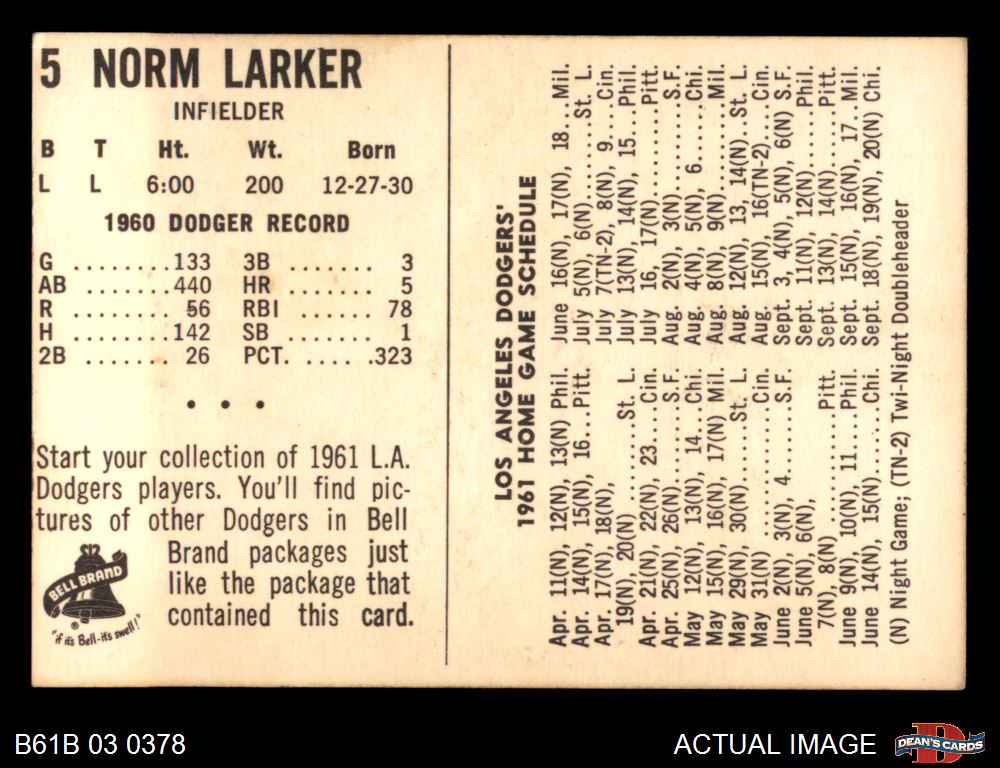 5 NORM LARKER
INFIELDER
B T Ht. Wt. Born
L L 6:00 200 12-27-30
1960 DODGER RECORD
G ........133 3B ....... 3
AB .......440 HR ....... 5
R ....... 56 RBI ...... 78
H ........142 SB ....... 1
2B ...... 26 PCT. ..... .323
• • •
Start your collection of 1961 L.A.
Dodgers players. You'll find pic-
tures of other Dodgers in Bell
Brand packages just
like the package that
contained this card.
BELL BRAND
®
"if it's Bell-it's swell!"
LOS ANGELES DODGERS'
1961 HOME GAME SCHEDULE
Apr. 11(N), 12(N), 13(N) Phil.
Apr. 14(N), 15(N), 16...Pitt.
Apr. 17(N), 18(N),
19(N), 20(N) ......St. L.
Apr. 21(N), 22(N), 23....Cin.
Apr. 25(N), 26(N).......S.F.
May 12(N), 13(N), 14...Chi.
May 15(N), 16(N), 17(N) Mil.
May 29(N), 30(N)......St. L.
May 31(N) ..........Cin.
June 2(N), 3(N), 4......S.F.
June 5(N), 6(N),
7(N), 8(N) .........Pitt.
June 9(N), 10(N), 11...Phil.
June 14(N), 15(N).....Chi.
June 16(N), 17(N), 18...Mil.
July 5(N), 6(N).......St. L.
July 7(TN-2), 8(N), 9...Cin.
July 13(N), 14(N), 15...Phil.
July 16, 17(N).......Pitt.
Aug. 2(N), 3(N)......S.F.
Aug. 4(N), 5(N), 6.....Chi.
Aug. 8(N), 9(N)......Mil.
Aug. 12(N), 13, 14(N)..St. L.
Aug. 15(N), 16(TN-2)...Cin.
Sept. 3, 4(N), 5(N), 6(N) S.F.
Sept. 11(N), 12(N)....Phil.
Sept. 13(N), 14(N)....Pitt.
Sept. 15(N), 16(N), 17..Mil.
Sept. 18(N), 19(N), 20(N) Chi.
(N) Night Game; (TN-2) Twi-Night Doubleheader
B61B 03 0378
ACTUAL IMAGE
DEAN'S CARDS